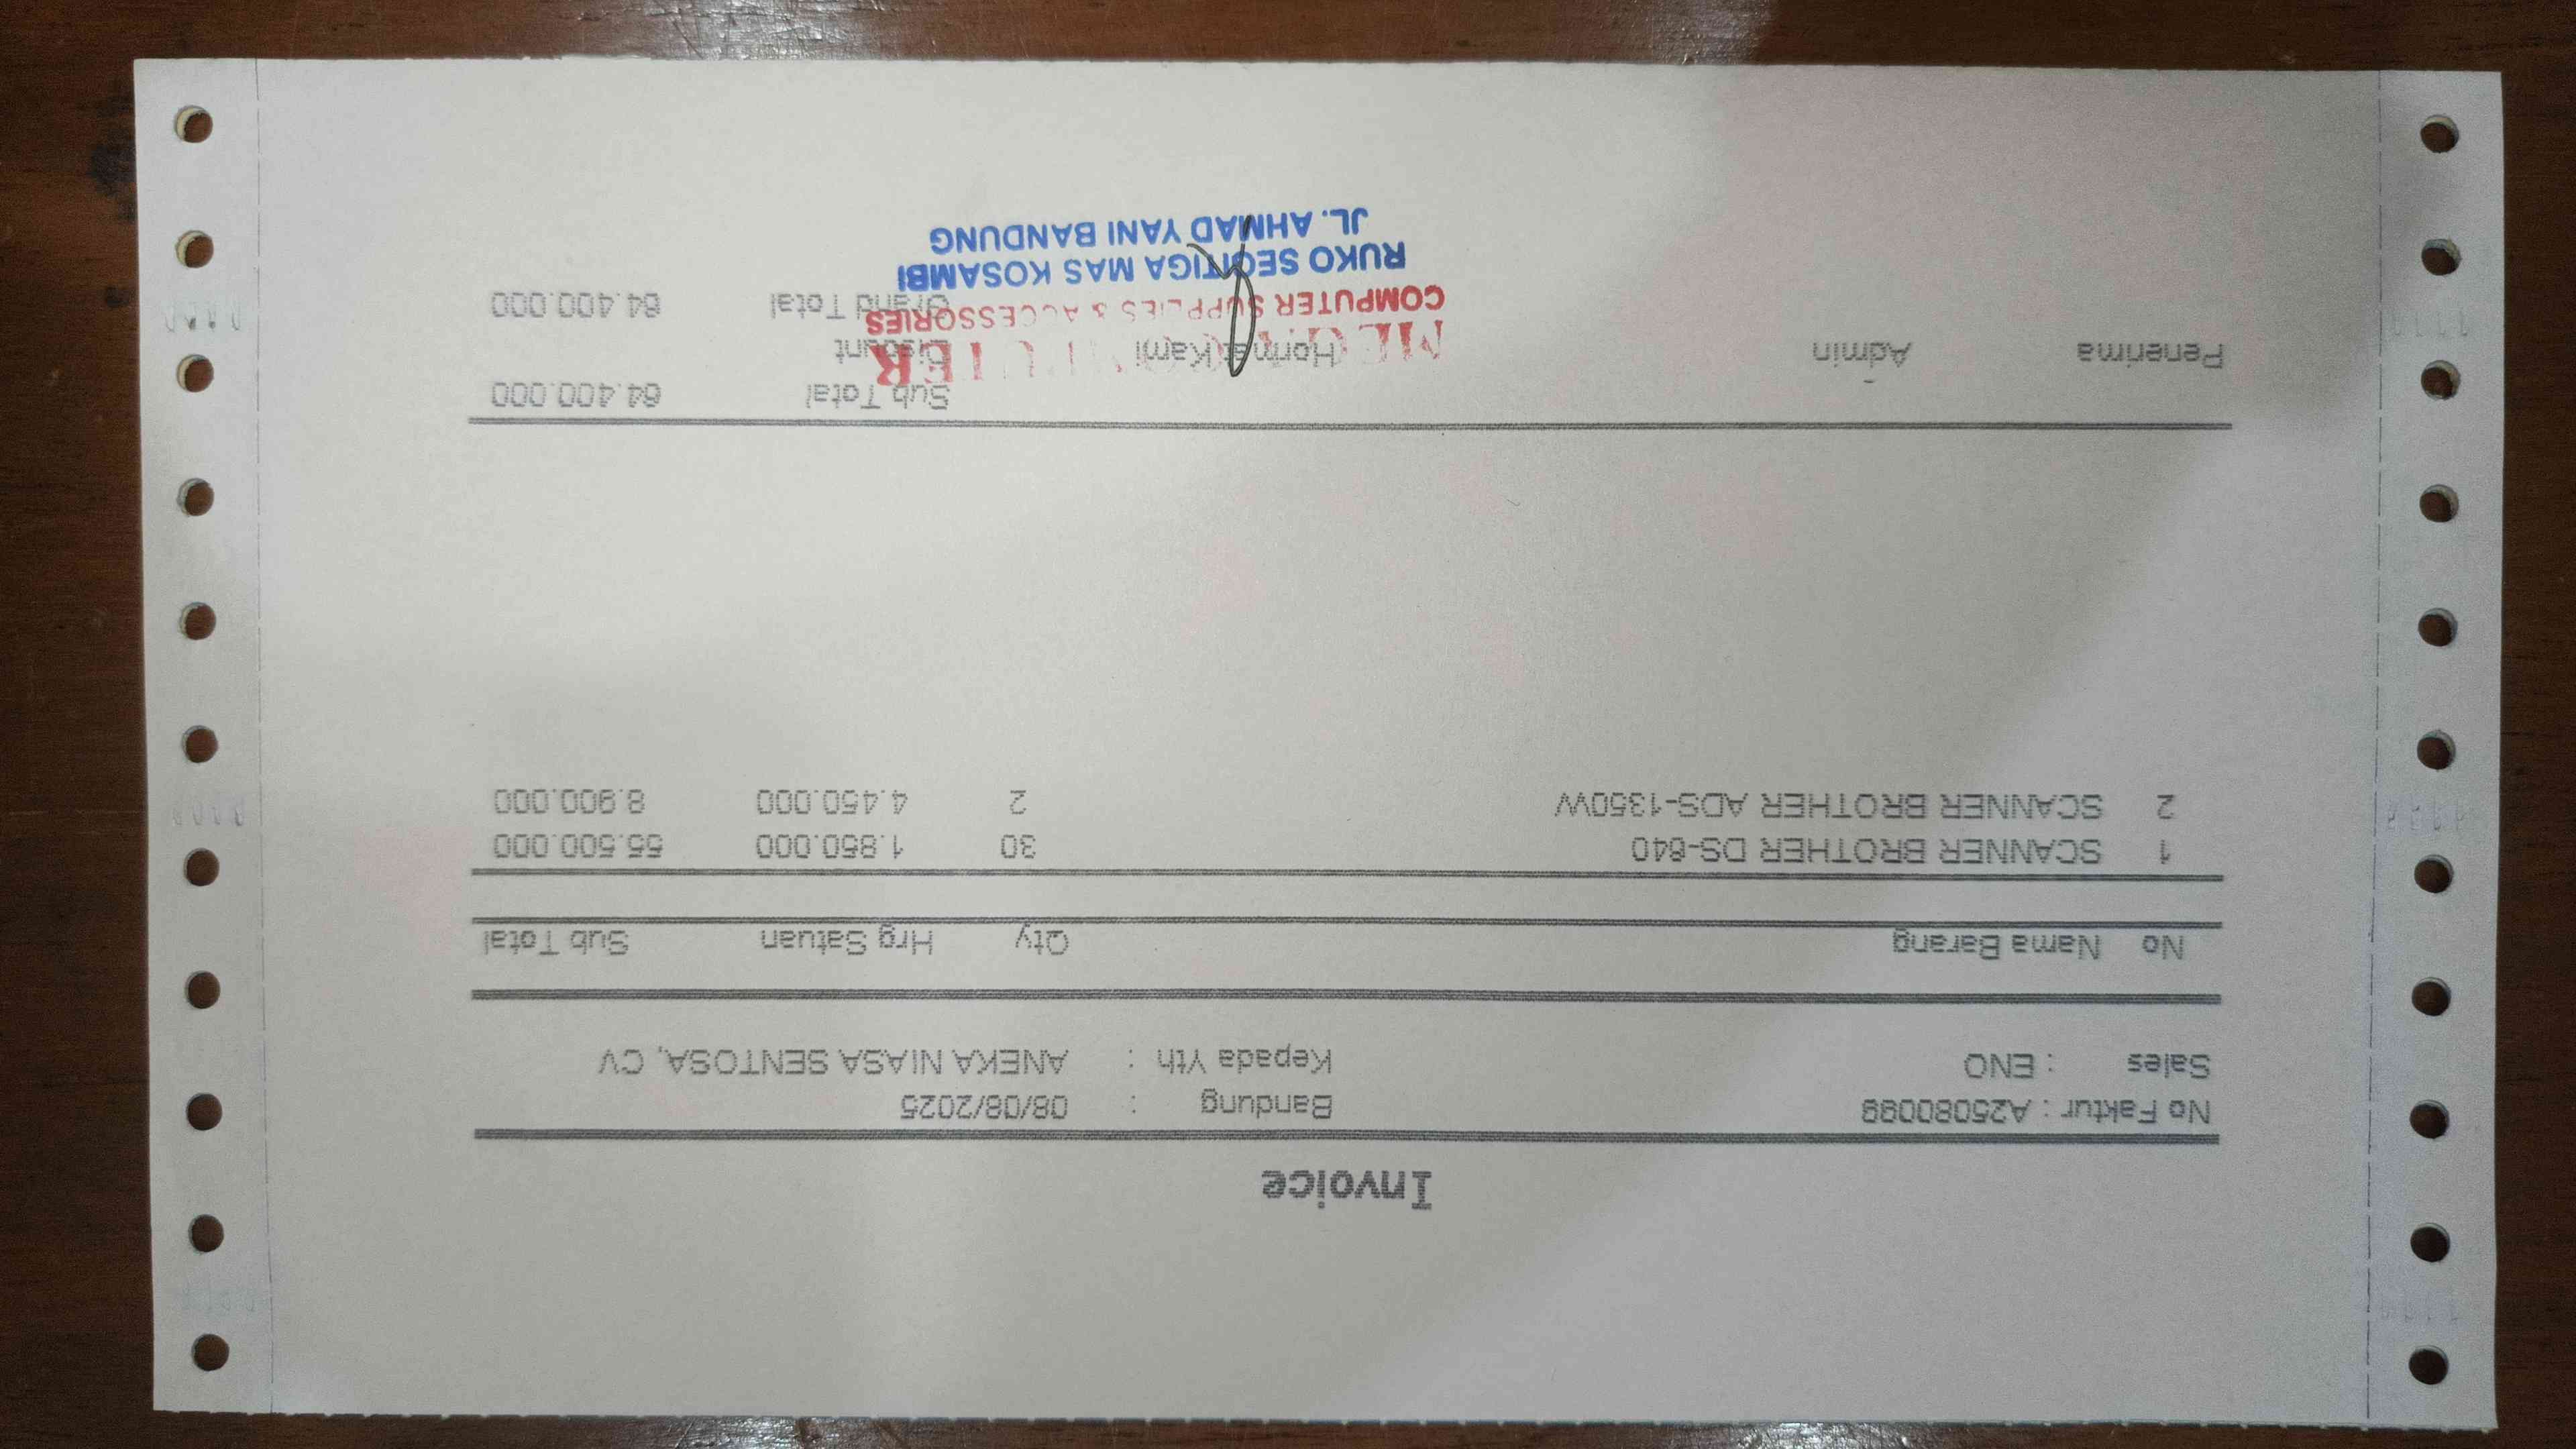 Invoice
No Faktur : A25080099 Bandung : 08/08/2025
Sales : ENO Kepada Yth : ANEKA NIASA SENTOSA, CV
No Nama Barang Qty Hrg Satuan Sub Total
1 SCANNER BROTHER DS-640 30 1.850.000 55.500.000
2 SCANNER BROTHER ADS-1350W 2 4.450.000 8.900.000
Sub Total 64.400.000
Penerima Admin Hormat Kami Discount
Grand Total 64.400.000
COMPUTER SUPPLIES & ACCESSORIES
RUKO SEGITIGA MAS KOSAMBI
JL. AHMAD YANI BANDUNG